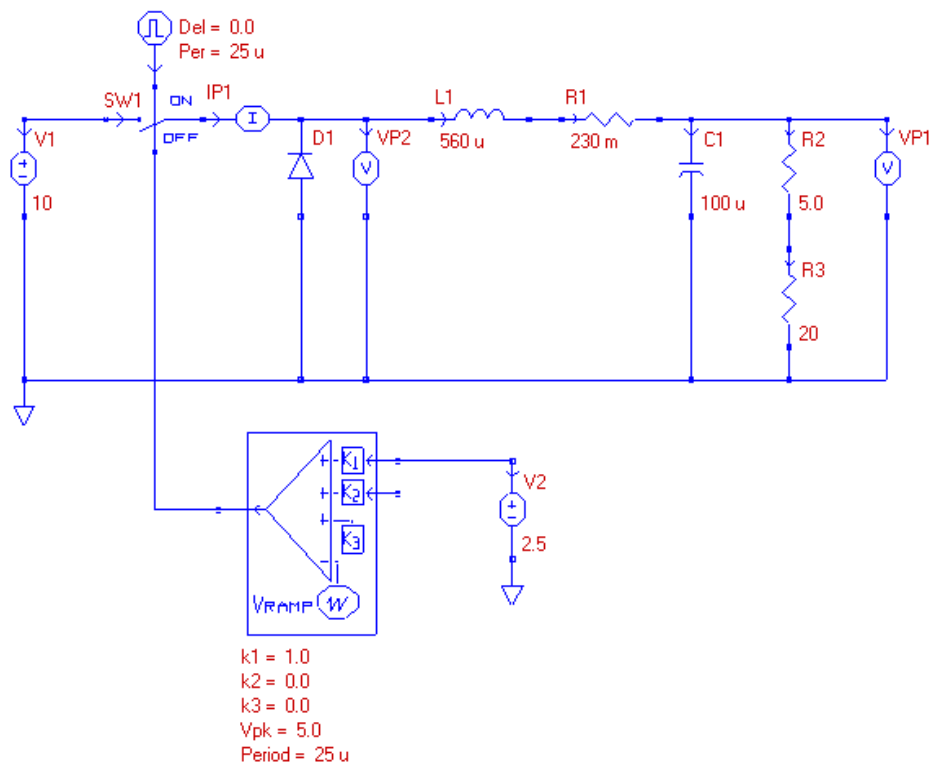 Del = 0.0
Per = 25 u
SW1
ON
OFF
IP1
I
V1
10
D1
VP2
V
L1
560 u
R1
230 m
C1
100 u
R2
5.0
VP1
V
R3
20
K1
K2
K3
VRAMP
W
V2
2.5
k1 = 1.0
k2 = 0.0
k3 = 0.0
Vpk = 5.0
Period = 25 u